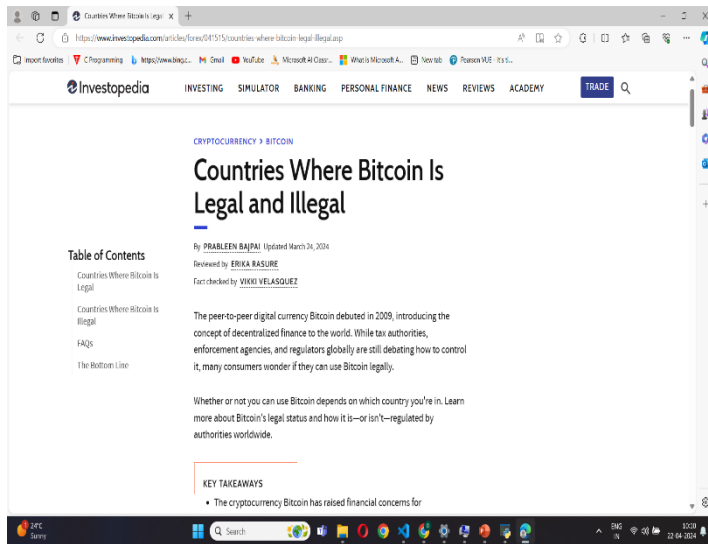 Countries Where Bitcoin Is Legal
https://www.investopedia.com/articles/forex/041515/countries-where-bitcoin-legal-illegal.asp
Import favorites
C Programming
https://www.bing.c...
Gmail
YouTube
Microsoft AI Classr...
What is Microsoft A...
New tab
Pearson VUE - It's ti...
Investopedia
INVESTING SIMULATOR BANKING PERSONAL FINANCE NEWS REVIEWS ACADEMY
TRADE
CRYPTOCURRENCY > BITCOIN
Countries Where Bitcoin Is
Legal and Illegal
By PRABLEEN BAJPAI Updated March 24, 2024
Reviewed by ERIKA RASURE
Fact checked by VIKKI VELASQUEZ
Table of Contents
Countries Where Bitcoin Is
Legal
Countries Where Bitcoin Is
Illegal
FAQs
The Bottom Line
The peer-to-peer digital currency Bitcoin debuted in 2009, introducing the
concept of decentralized finance to the world. While tax authorities,
enforcement agencies, and regulators globally are still debating how to control
it, many consumers wonder if they can use Bitcoin legally.
Whether or not you can use Bitcoin depends on which country you're in. Learn
more about Bitcoin's legal status and how it is—or isn't—regulated by
authorities worldwide.
KEY TAKEAWAYS
• The cryptocurrency Bitcoin has raised financial concerns for
24°C
Sunny
Search
ENG
IN
10:10
22-04-2024